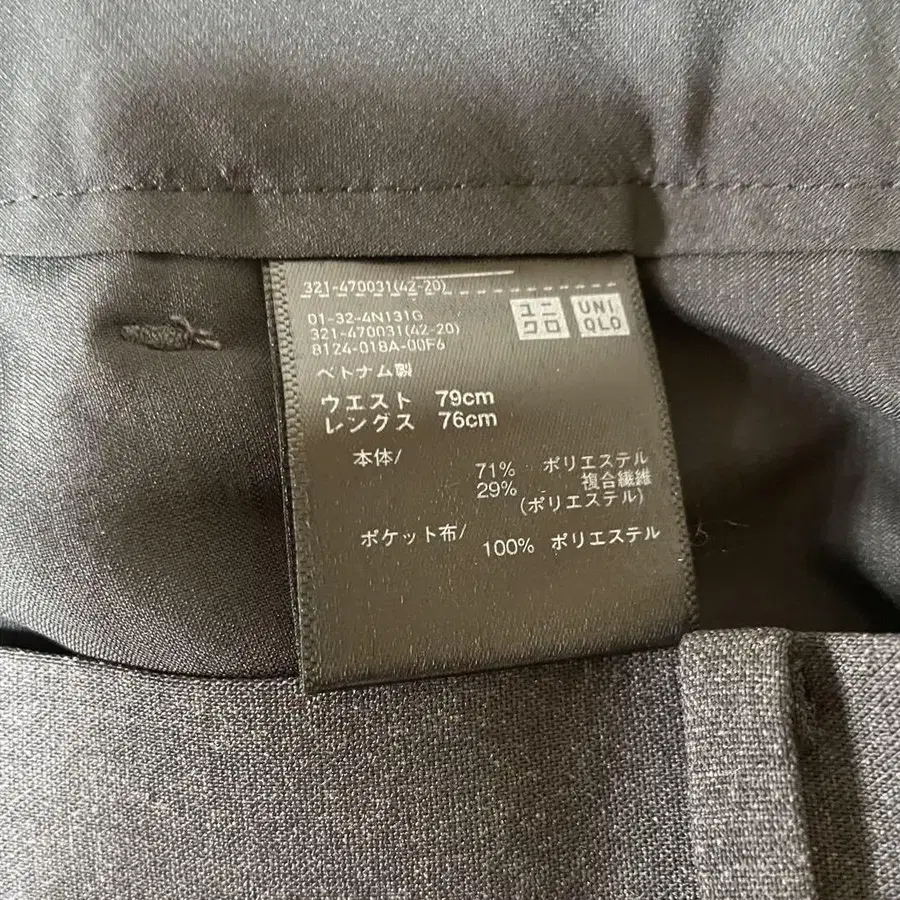 321-470031(42-20)
ユニクロ UNIQLO
01-32-4N131G
321-470031(42-20)
8124-018A-00F6
ベトナム製
ウエスト 79cm
レングス 76cm
本体/
71% ポリエステル
29% 複合繊維
(ポリエステル)
ポケット布/
100% ポリエステル